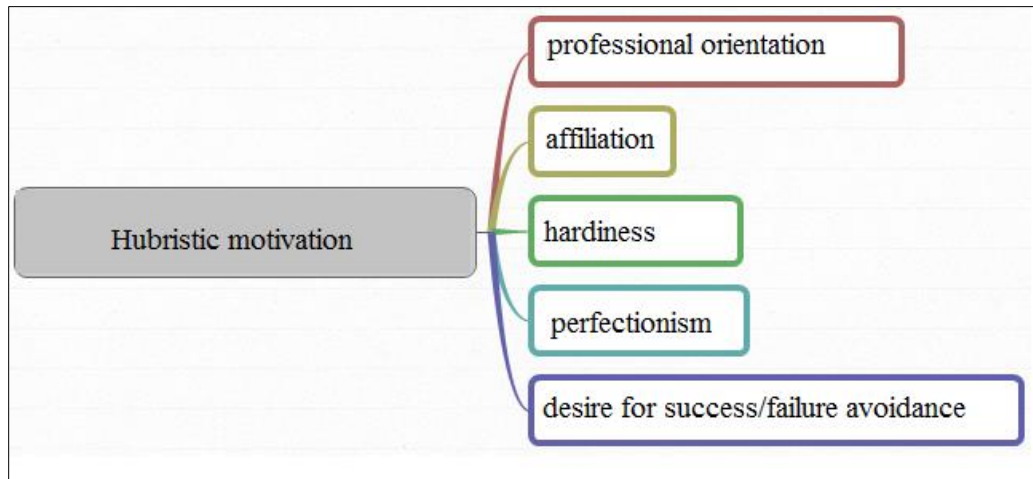 Hubristic motivation
professional orientation
affiliation
hardiness
perfectionism
desire for success/failure avoidance